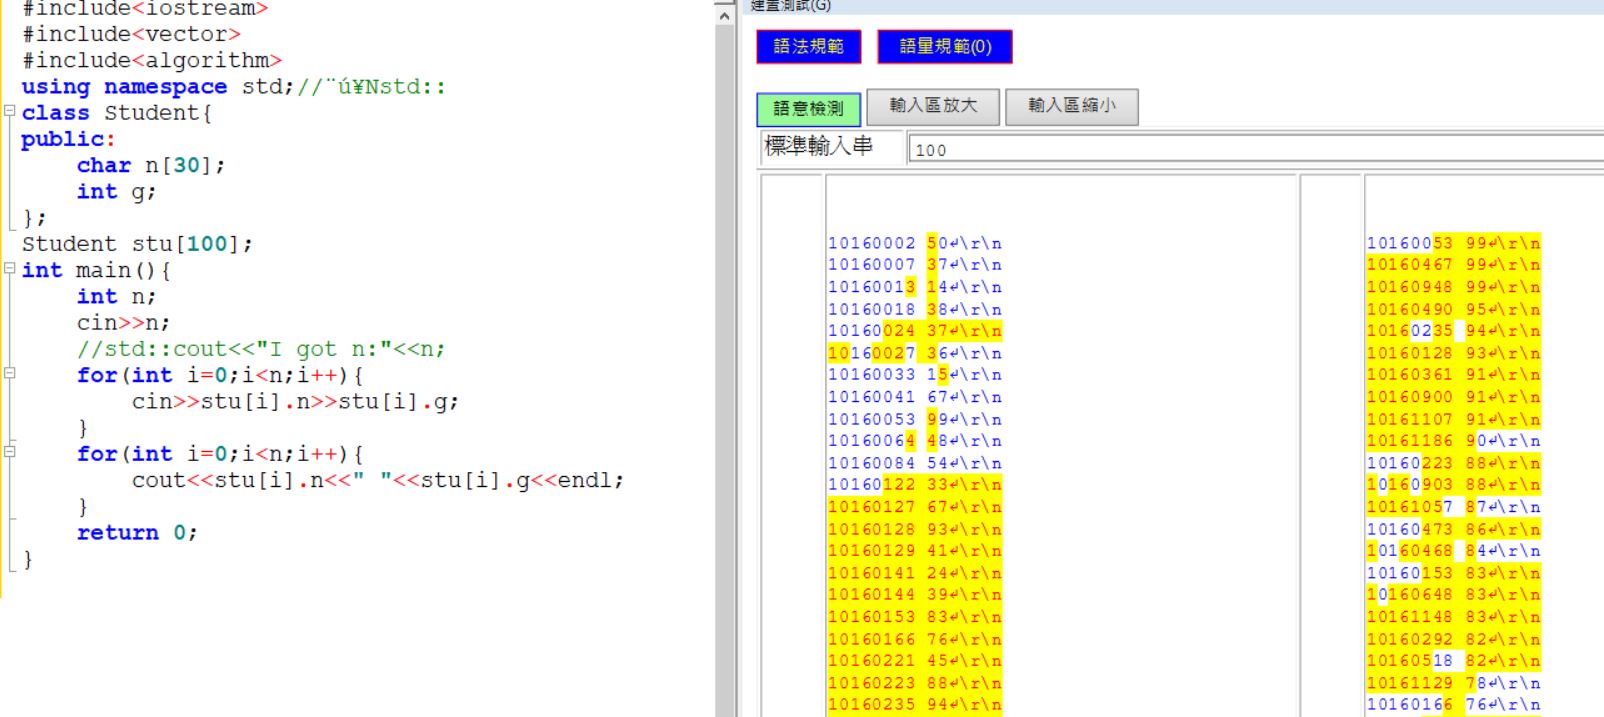 #include<iostream>
#include<vector>
#include<algorithm>
using namespace std;//¨ú¥Nstd::
class Student{
public:
    char n[30];
    int g;
};
Student stu[100];
int main(){
    int n;
    cin>>n;
    //std::cout<<"I got n:"<<n;
    for(int i=0;i<n;i++){
        cin>>stu[i].n>>stu[i].g;
    }
    for(int i=0;i<n;i++){
        cout<<stu[i].n<<" "<<stu[i].g<<endl;
    }
    return 0;
}
建置測試(G)
語法規範 語量規範(0)
語意檢測 輸入區放大 輸入區縮小
標準輸入串 100
10160002 50↵\r\n
10160007 37↵\r\n
10160013 14↵\r\n
10160018 38↵\r\n
10160024 37↵\r\n
10160027 36↵\r\n
10160033 15↵\r\n
10160041 67↵\r\n
10160053 99↵\r\n
10160064 48↵\r\n
10160084 54↵\r\n
10160122 33↵\r\n
10160127 67↵\r\n
10160128 93↵\r\n
10160129 41↵\r\n
10160141 24↵\r\n
10160144 39↵\r\n
10160153 83↵\r\n
10160166 76↵\r\n
10160221 45↵\r\n
10160223 88↵\r\n
10160235 94↵\r\n
10160053 99↵\r\n
10160467 99↵\r\n
10160948 99↵\r\n
10160490 95↵\r\n
10160235 94↵\r\n
10160128 93↵\r\n
10160361 91↵\r\n
10160900 91↵\r\n
10161107 91↵\r\n
10161186 90↵\r\n
10160223 88↵\r\n
10160903 88↵\r\n
10161057 87↵\r\n
10160473 86↵\r\n
10160468 84↵\r\n
10160153 83↵\r\n
10160648 83↵\r\n
10161148 83↵\r\n
10160292 82↵\r\n
10160518 82↵\r\n
10161129 78↵\r\n
10160166 76↵\r\n